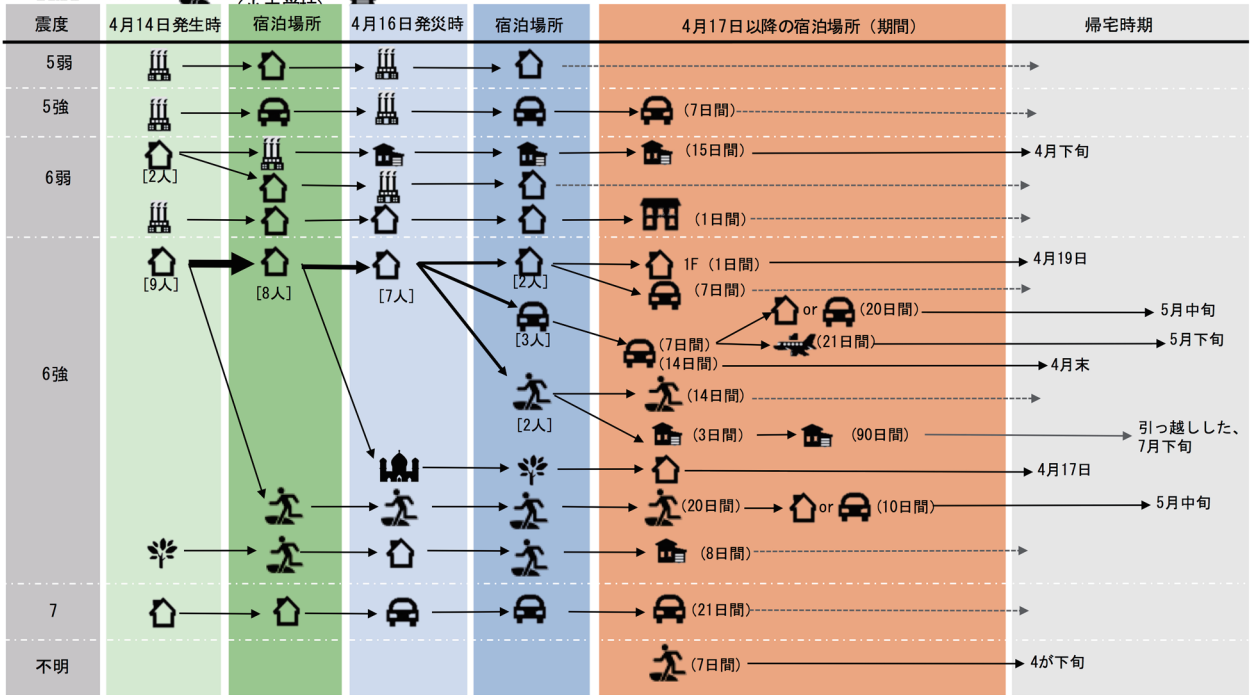 震度 4月14日発生時 宿泊場所 4月16日発災時 宿泊場所 4月17日以降の宿泊場所（期間） 帰宅時期
5弱
5強 (7日間)
6弱
[2人] (15日間) 4月下旬
(1日間)
6強
[9人] [8人] [7人] [2人] 1F (1日間) 4月19日
(7日間)
[3人] or (20日間) 5月中旬
(7日間) (21日間) 5月下旬
(14日間) 4月末
[2人] (14日間)
(3日間) (90日間) 引っ越しした、
7月下旬
4月17日
(20日間) or (10日間) 5月中旬
(8日間)
7 (21日間)
不明 (7日間) 4が下旬